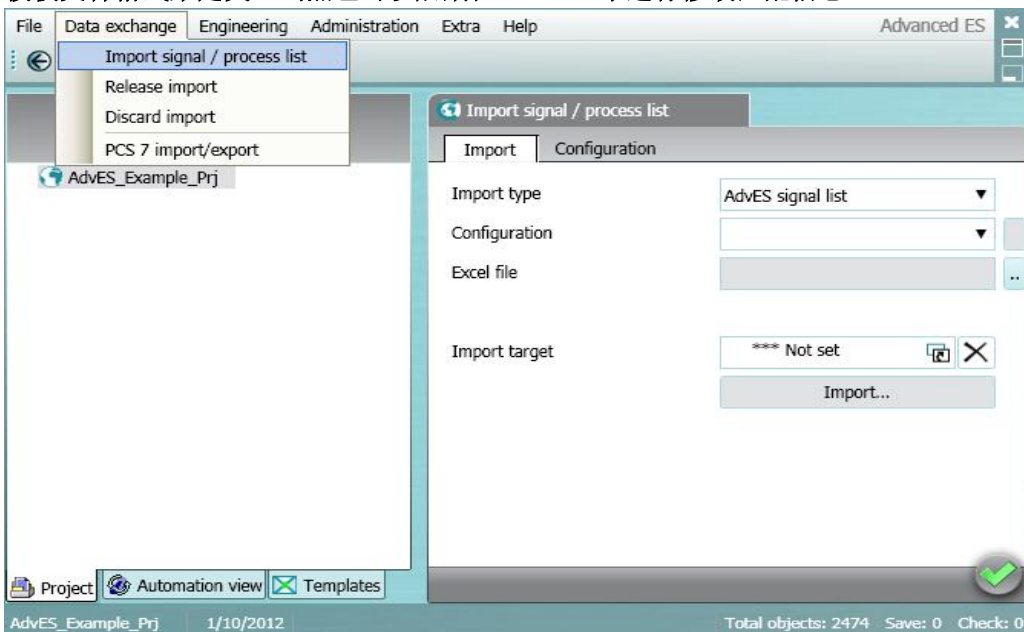 File Data exchange Engineering Administration Extra Help Advanced ES
Import signal / process list
Release import
Discard import
PCS 7 import/export
AdvES_Example_Prj
Import signal / process list
Import Configuration
Import type AdvES signal list
Configuration
Excel file ..
Import target *** Not set
Import...
Project Automation view Templates
AdvES_Example_Prj 1/10/2012 Total objects: 2474 Save: 0 Check: 0